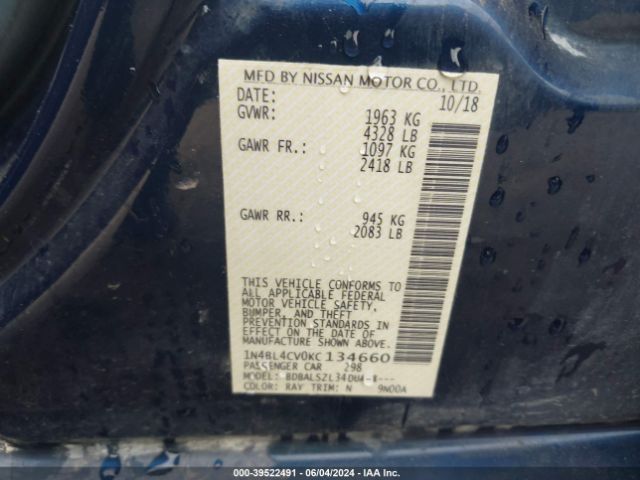 MFD BY NISSAN MOTOR CO., LTD.
DATE: 10/18
GVWR: 1963 KG
4328 LB
GAWR FR.: 1097 KG
2418 LB
GAWR RR.: 945 KG
2083 LB
THIS VEHICLE CONFORMS TO
ALL APPLICABLE FEDERAL
MOTOR VEHICLE SAFETY,
BUMPER, AND THEFT
PREVENTION STANDARDS IN
EFFECT ON THE DATE OF
MANUFACTURE SHOWN ABOVE.
1N4BL4CV0KC134660
PASSENGER CAR 298
MODEL:
COLOR: RAY TRIM: N 9N00A
000-39522491 - 06/04/2024 - IAA Inc.